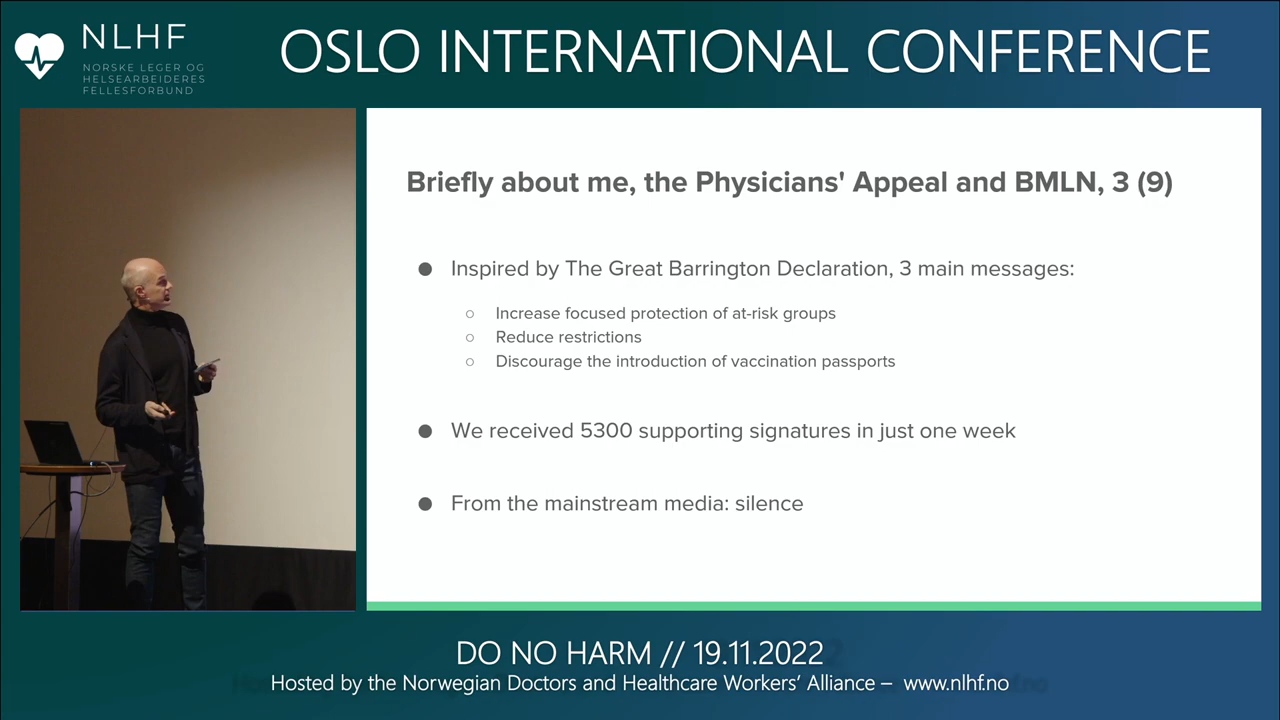 NLHF
NORSKE LEGER OG
HELSEARBEIDERES
FELLESFORBUND
OSLO INTERNATIONAL CONFERENCE
Briefly about me, the Physicians' Appeal and BMLN, 3 (9)
● Inspired by The Great Barrington Declaration, 3 main messages:
○ Increase focused protection of at-risk groups
○ Reduce restrictions
○ Discourage the introduction of vaccination passports
● We received 5300 supporting signatures in just one week
● From the mainstream media: silence
DO NO HARM // 19.11.2022
Hosted by the Norwegian Doctors and Healthcare Workers’ Alliance – www.nlhf.no